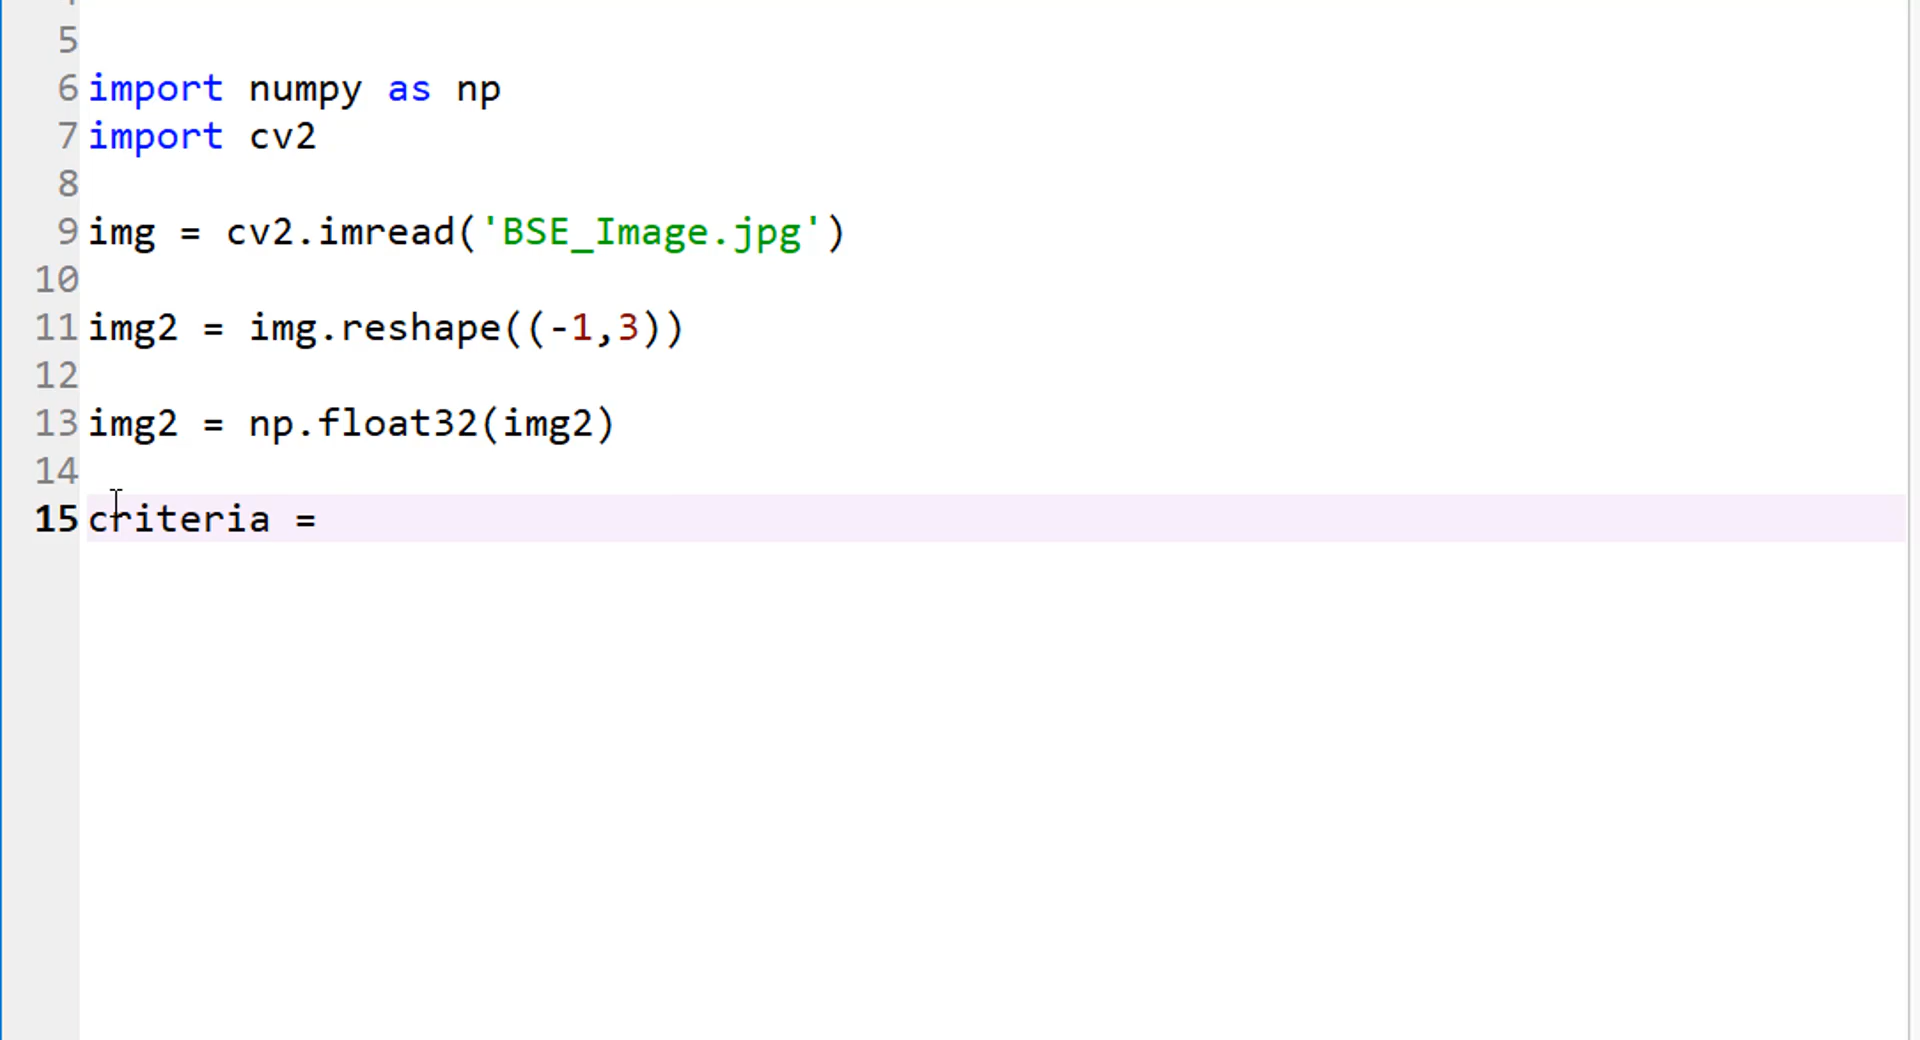 5
6 import numpy as np
7 import cv2
8
9 img = cv2.imread('BSE_Image.jpg')
10
11 img2 = img.reshape((-1,3))
12
13 img2 = np.float32(img2)
14
15 criteria =